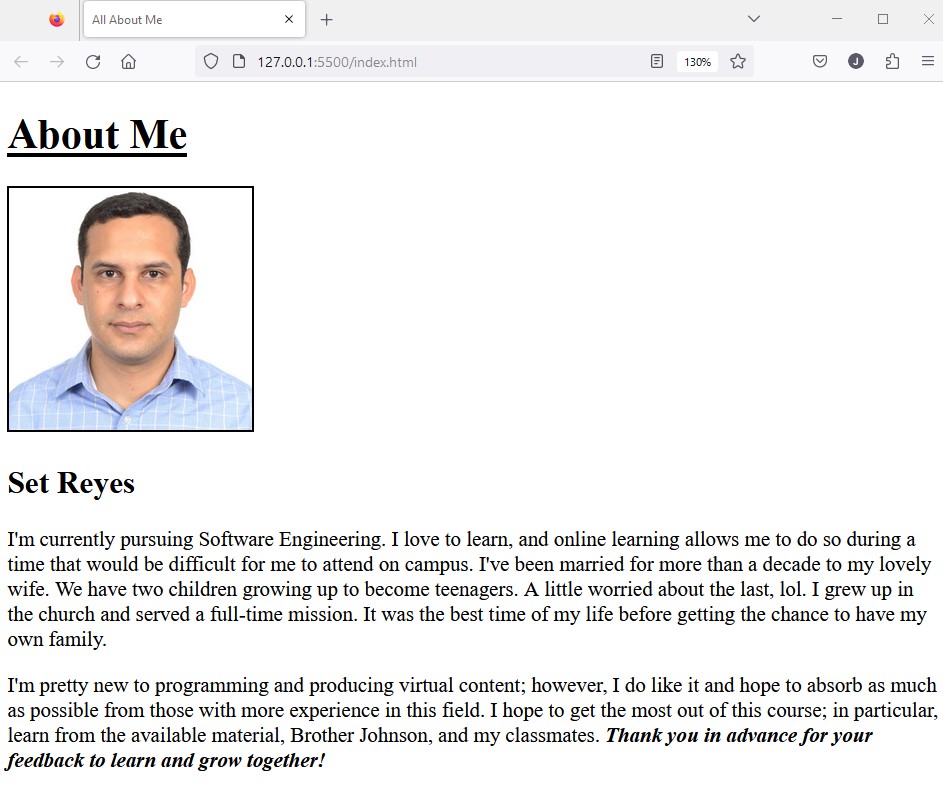 All About Me
127.0.0.1:5500/index.html
130%
J
About Me
Set Reyes
I'm currently pursuing Software Engineering. I love to learn, and online learning allows me to do so during a
time that would be difficult for me to attend on campus. I've been married for more than a decade to my lovely
wife. We have two children growing up to become teenagers. A little worried about the last, lol. I grew up in
the church and served a full-time mission. It was the best time of my life before getting the chance to have my
own family.
I'm pretty new to programming and producing virtual content; however, I do like it and hope to absorb as much
as possible from those with more experience in this field. I hope to get the most out of this course; in particular,
learn from the available material, Brother Johnson, and my classmates. Thank you in advance for your
feedback to learn and grow together!